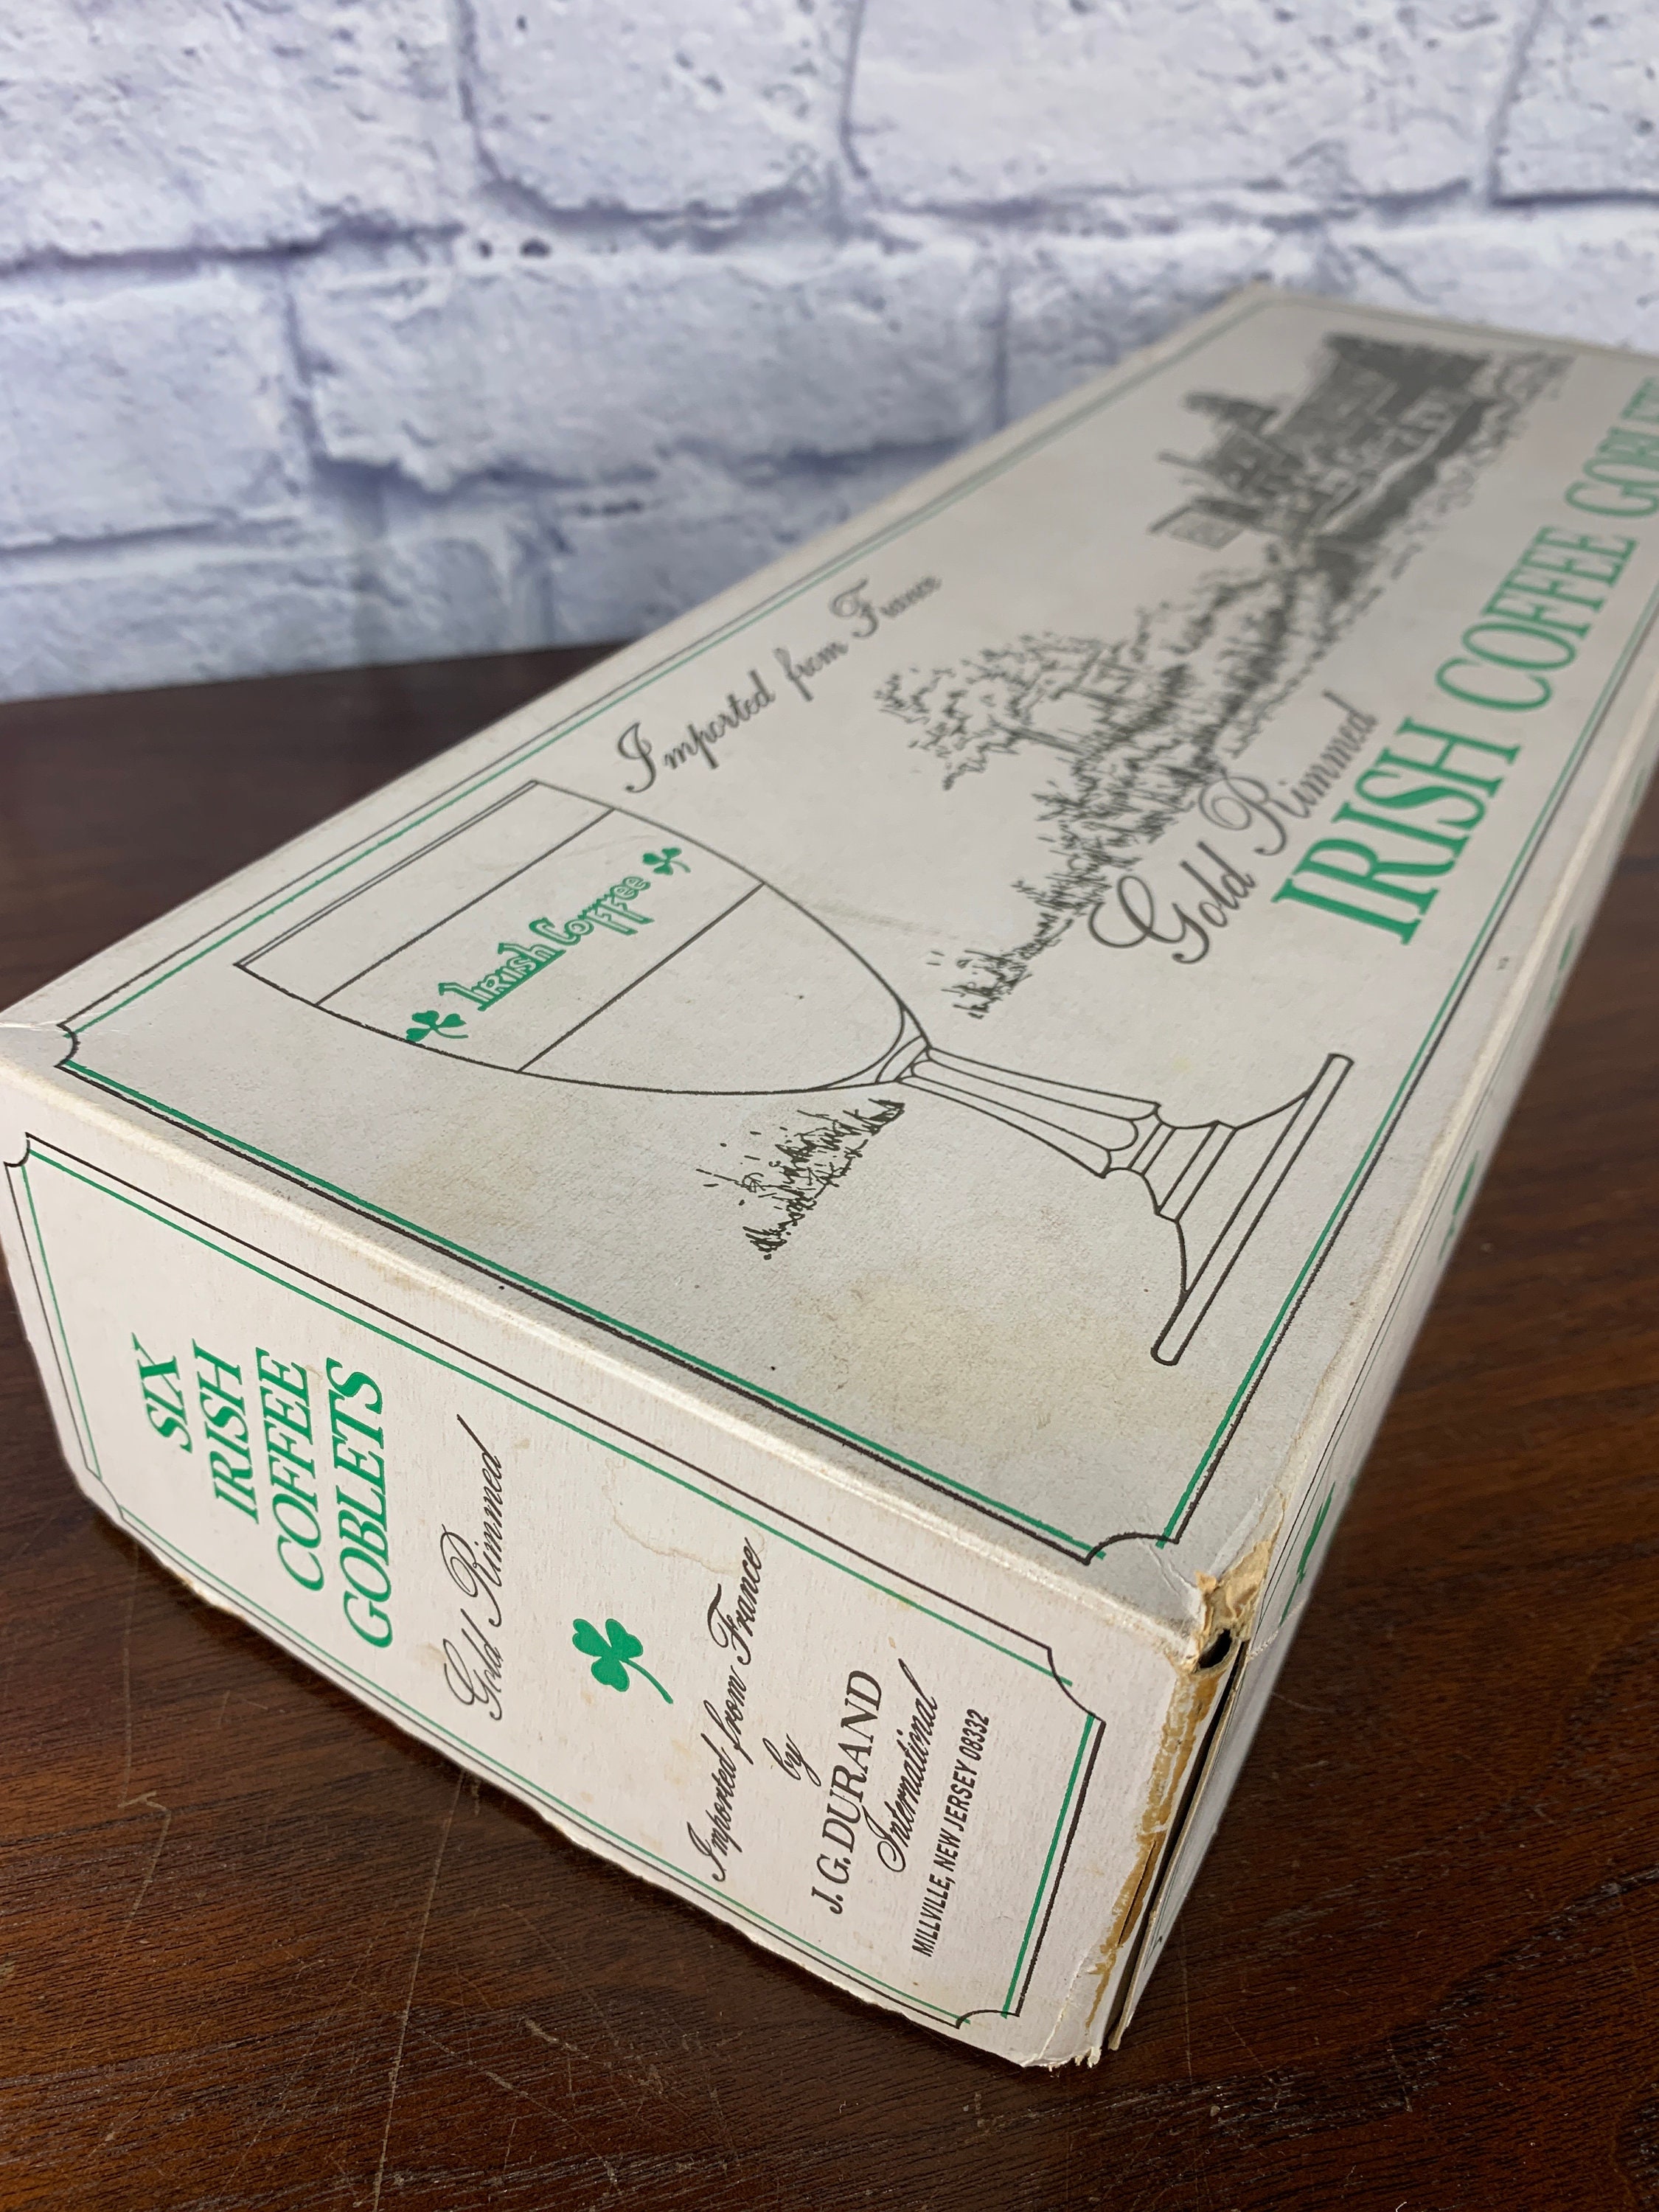 Imported from France
Irish Coffee
Gold Rimmed
IRISH COFFEE GOBLETS
SIX
IRISH
COFFEE
GOBLETS
Gold Rimmed
Imported from France
by
J. G. DURAND
International
MILLVILLE, NEW JERSEY 08332